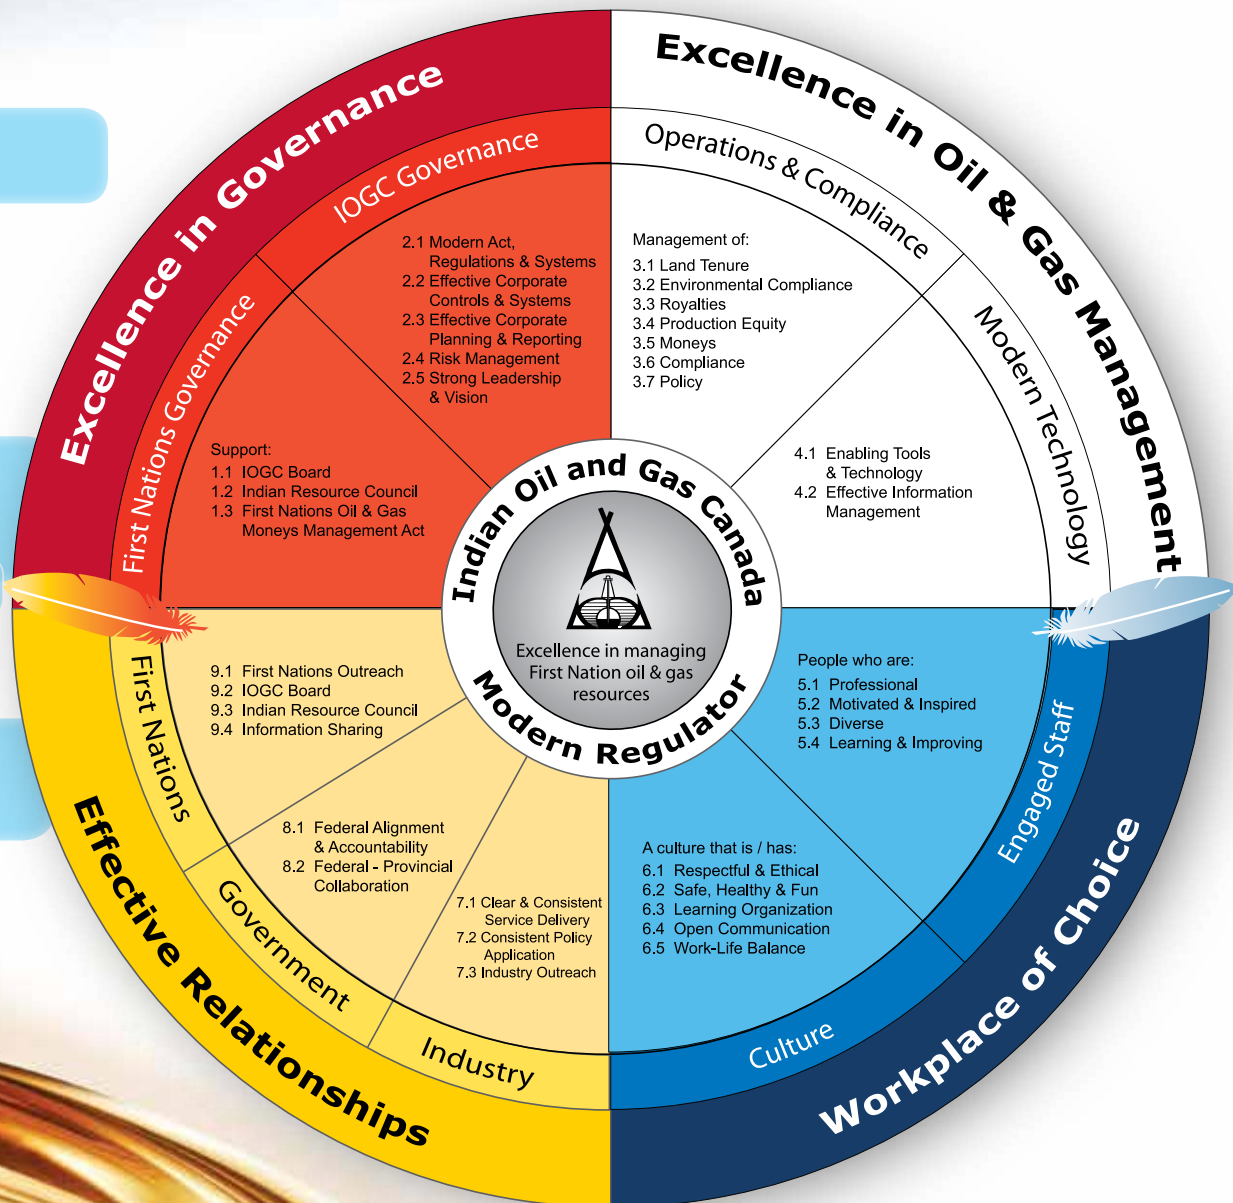 Excellence in Governance
IOGC Governance
2.1 Modern Act,
Regulations & Systems
2.2 Effective Corporate
Controls & Systems
2.3 Effective Corporate
Planning & Reporting
2.4 Risk Management
2.5 Strong Leadership
& Vision
First Nations Governance
Support:
1.1 IOGC Board
1.2 Indian Resource Council
1.3 First Nations Oil & Gas
Moneys Management Act
Excellence in Oil & Gas Management
Operations & Compliance
Management of:
3.1 Land Tenure
3.2 Environmental Compliance
3.3 Royalties
3.4 Production Equity
3.5 Moneys
3.6 Compliance
3.7 Policy
Modern Technology
4.1 Enabling Tools
& Technology
4.2 Effective Information
Management
Indian Oil and Gas Canada
Excellence in managing
First Nation oil & gas
resources
Modern Regulator
Workplace of Choice
Engaged Staff
People who are:
5.1 Professional
5.2 Motivated & Inspired
5.3 Diverse
5.4 Learning & Improving
Culture
A culture that is / has:
6.1 Respectful & Ethical
6.2 Safe, Healthy & Fun
6.3 Learning Organization
6.4 Open Communication
6.5 Work-Life Balance
Effective Relationships
Industry
7.1 Clear & Consistent
Service Delivery
7.2 Consistent Policy
Application
7.3 Industry Outreach
Government
8.1 Federal Alignment
& Accountability
8.2 Federal - Provincial
Collaboration
First Nations
9.1 First Nations Outreach
9.2 IOGC Board
9.3 Indian Resource Council
9.4 Information Sharing